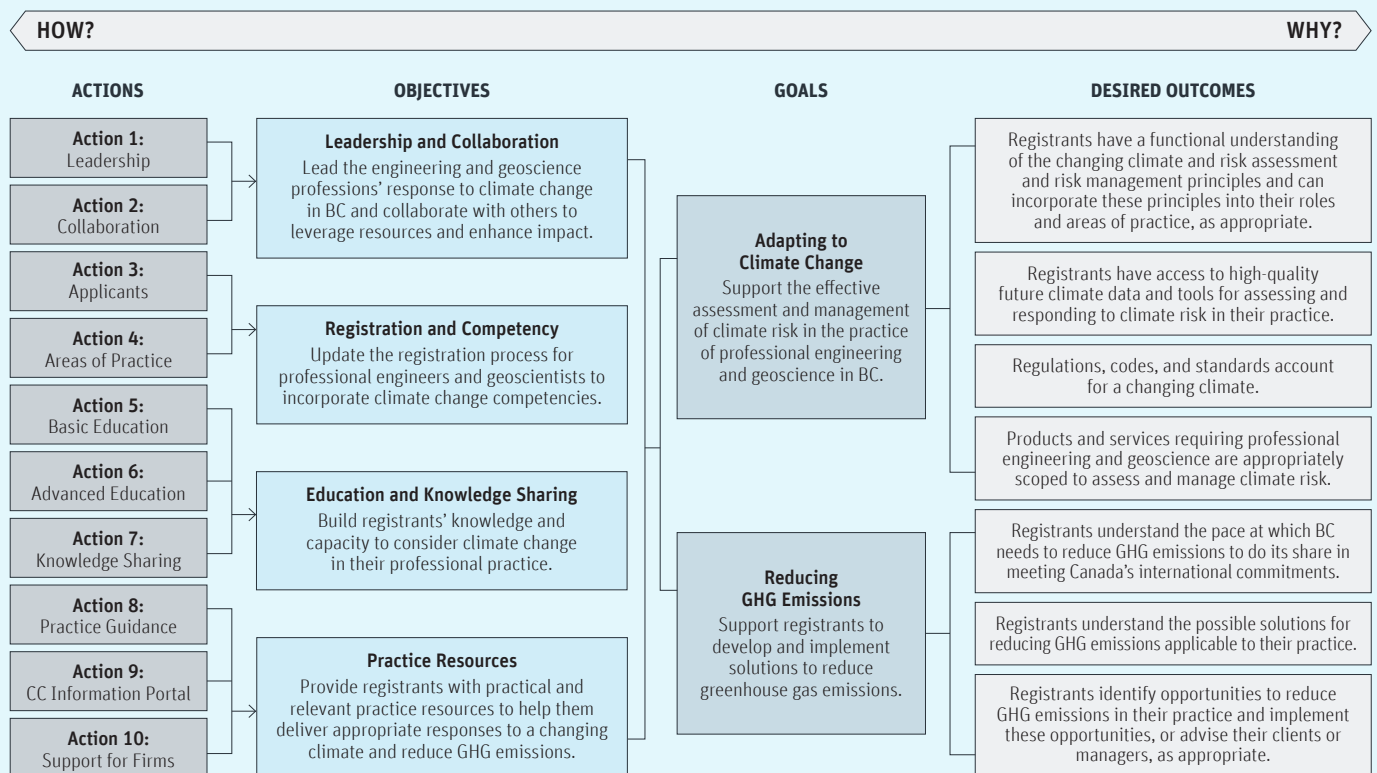 HOW?
WHY?
ACTIONS
OBJECTIVES
GOALS
DESIRED OUTCOMES
Action 1:
Leadership
Action 2:
Collaboration
Action 3:
Applicants
Action 4:
Areas of Practice
Action 5:
Basic Education
Action 6:
Advanced Education
Action 7:
Knowledge Sharing
Action 8:
Practice Guidance
Action 9:
CC Information Portal
Action 10:
Support for Firms
Leadership and Collaboration
Lead the engineering and geoscience
professions’ response to climate change
in BC and collaborate with others to
leverage resources and enhance impact.
Registration and Competency
Update the registration process for
professional engineers and geoscientists to
incorporate climate change competencies.
Education and Knowledge Sharing
Build registrants’ knowledge and
capacity to consider climate change
in their professional practice.
Practice Resources
Provide registrants with practical and
relevant practice resources to help them
deliver appropriate responses to a changing
climate and reduce GHG emissions.
Adapting to
Climate Change
Support the effective
assessment and management
of climate risk in the practice
of professional engineering
and geoscience in BC.
Reducing
GHG Emissions
Support registrants to
develop and implement
solutions to reduce
greenhouse gas emissions.
Registrants have a functional understanding
of the changing climate and risk assessment
and risk management principles and can
incorporate these principles into their roles
and areas of practice, as appropriate.
Registrants have access to high-quality
future climate data and tools for assessing and
responding to climate risk in their practice.
Regulations, codes, and standards account
for a changing climate.
Products and services requiring professional
engineering and geoscience are appropriately
scoped to assess and manage climate risk.
Registrants understand the pace at which BC
needs to reduce GHG emissions to do its share in
meeting Canada’s international commitments.
Registrants understand the possible solutions for
reducing GHG emissions applicable to their practice.
Registrants identify opportunities to reduce
GHG emissions in their practice and implement
these opportunities, or advise their clients or
managers, as appropriate.